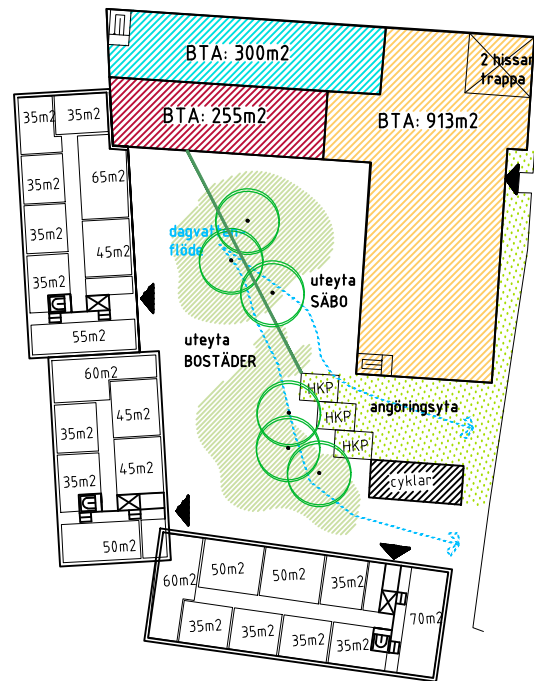 BTA: 300m2
2 hissar
trappa
BTA: 255m2
BTA: 913m2
35m2
35m2
35m2
65m2
35m2
45m2
35m2
55m2
dagvatten-
flöde
uteyta
SÄBO
uteyta
BOSTÄDER
60m2
45m2
35m2
45m2
35m2
50m2
HKP
HKP
HKP
angöringsyta
cyklar
60m2
50m2
50m2
35m2
70m2
35m2
35m2
35m2
35m2